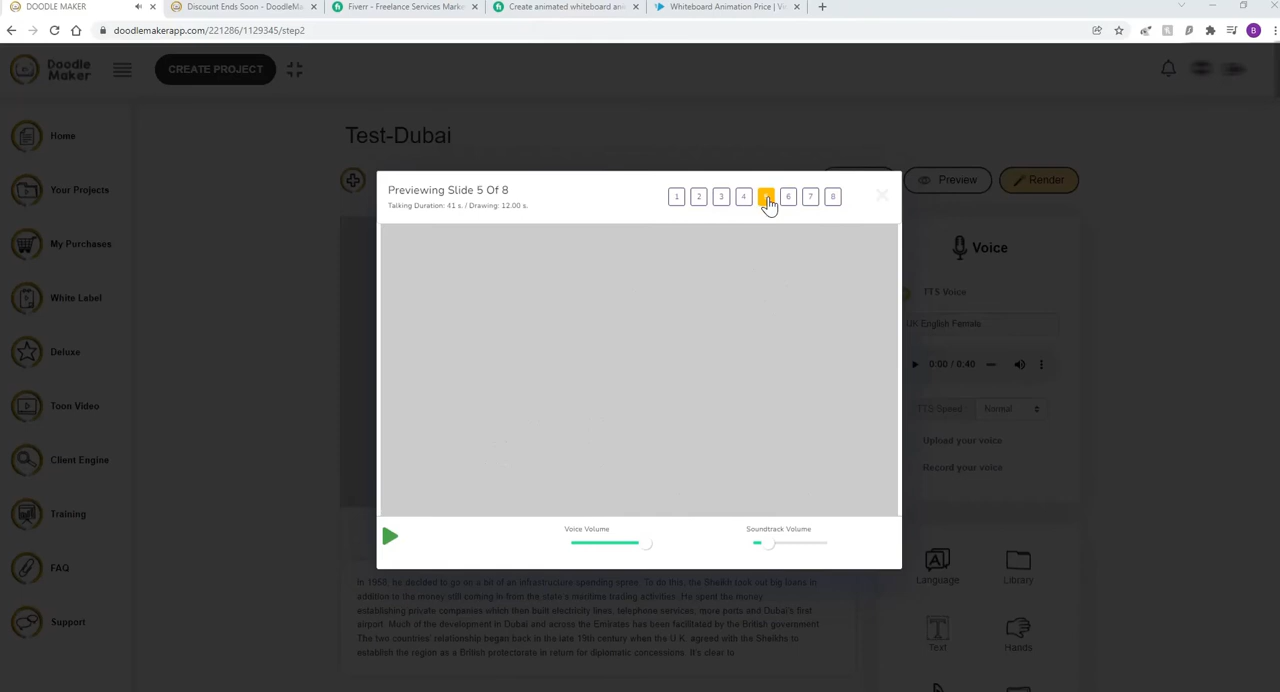 DOODLE MAKER
Discount Ends Soon - DoodleMa
Fiverr - Freelance Services Marke
Create animated whiteboard and
Whiteboard Animation Price | Vi
doodlemakerapp.com/221286/1129345/step2
B
Doodle
Maker
CREATE PROJECT
Home
Your Projects
My Purchases
White Label
Deluxe
Toon Video
Client Engine
Training
FAQ
Support
Test-Dubai
Preview
Render
Previewing Slide 5 Of 8
Talking Duration: 41 s. / Drawing: 12.00 s.
1 2 3 4 6 7 8
Voice
TTS Voice
UK English Female
0:00 / 0:40
TTS Speed Normal
Upload your voice
Record your voice
Voice Volume
Soundtrack Volume
Language
Library
Text
Hands
In 1958, he decided to go on a bit of an infrastructure spending spree. To do this, the Sheikh took out big loans in
addition to the money still coming in from the state's maritime trading activities. He spent the money
establishing private companies which then built electricity lines, telephone services, more ports and Dubai's first
airport. Much of the development in Dubai and across the Emirates has been facilitated by the British government.
The two countries' relationship began back in the late 19th century when the U.K. agreed with the Sheikhs to
establish the region as a British protectorate in return for diplomatic concessions. It's clear to